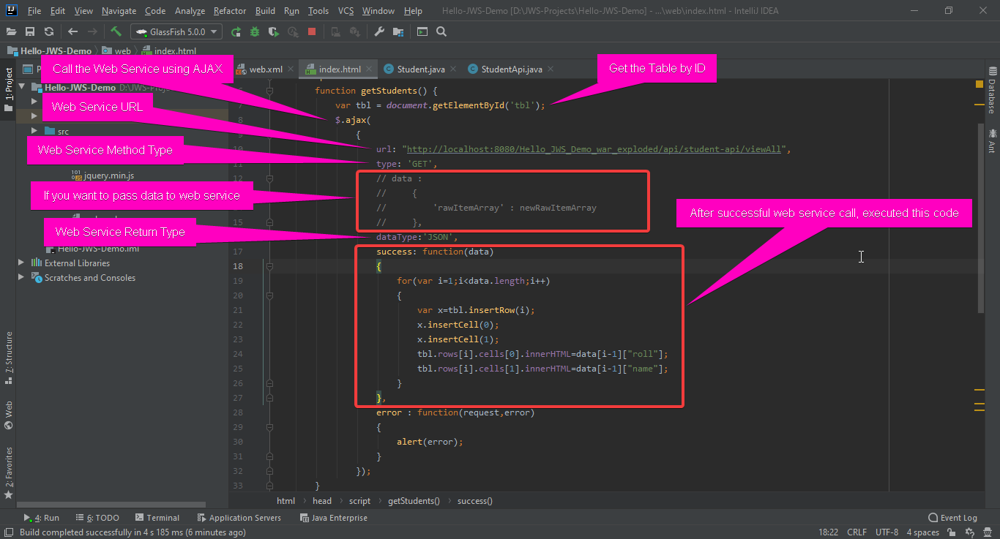 File Edit View Navigate Code Analyze Refactor Build Run Tools VCS Window Help Hello-JWS-Demo [D:\JWS-Projects\Hello-JWS-Demo] - ...\web\index.html - IntelliJ IDEA
GlassFish 5.0.0
Hello-JWS-Demo web index.html
web.xml index.html Student.java StudentApi.java
Call the Web Service using AJAX
Get the Table by ID
Web Service URL
Web Service Method Type
If you want to pass data to web service
Web Service Return Type
After successful web service call, executed this code
1: Project
Hello-JWS-Demo
src
jquery.min.js
Hello-JWS-Demo.iml
External Libraries
Scratches and Consoles
7: Structure
Web
2: Favorites
Database
Ant
function getStudents() {
7 var tbl = document.getElementById('tbl');
8 $.ajax(
{
10 url: "http://localhost:8080/Hello_JWS_Demo_war_exploded/api/student-api/viewAll",
11 type: 'GET',
12 // data :
// {
// 'rawItemArray' : newRawItemArray
15 // },
dataType:'JSON',
17 success: function(data)
18 {
19 for(var i=1;i<data.length;i++)
20 {
21 var x=tbl.insertRow(i);
22 x.insertCell(0);
23 x.insertCell(1);
24 tbl.rows[i].cells[0].innerHTML=data[i-1]["roll"];
25 tbl.rows[i].cells[1].innerHTML=data[i-1]["name"];
26 }
27 },
28 error : function(request,error)
29 {
30 alert(error);
31 }
32 });
33 }
html head script getStudents() success()
4: Run 6: TODO Terminal Application Servers Java Enterprise Event Log
Build completed successfully in 4 s 185 ms (6 minutes ago) 18:22 CRLF UTF-8 4 spaces